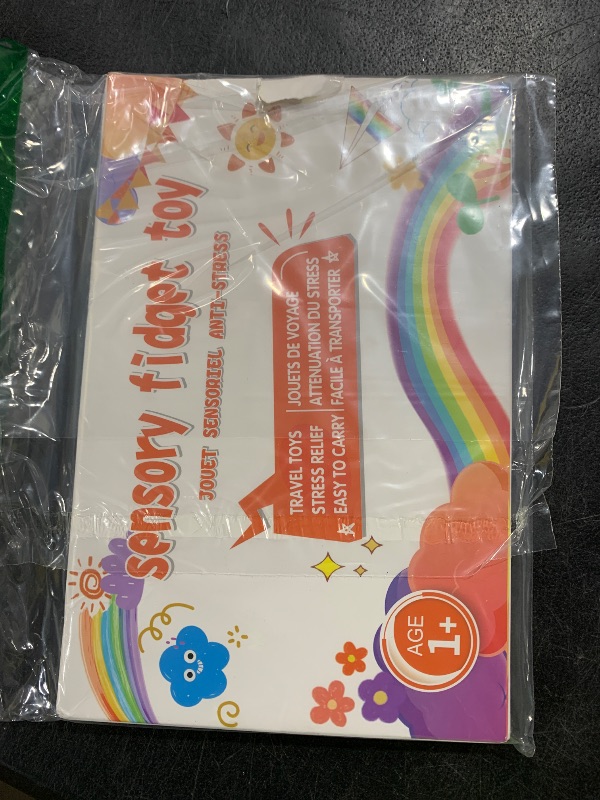 sensory fidget toy
JOUET SENSORIEL ANTI-STRESS
TRAVEL TOYS | JOUETS DE VOYAGE
STRESS RELIEF | ATTENUATION DU STRESS
EASY TO CARRY | FACILE À TRANSPORTER
AGE
1+